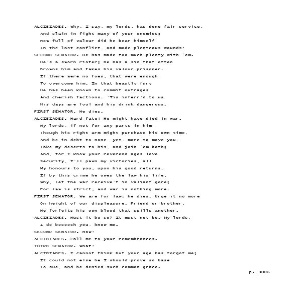 ALCIBIADES. Why, I say, my lords, has done fair service,
And slain in fight many of your enemies;
How full of valour did he bear himself
In the last conflict, and made plenteous wounds!
SECOND SENATOR. He has made too much plenty with 'em.
He's a sworn rioter; he has a sin that often
Drowns him and takes his valour prisoner.
If there were no foes, that were enough
To overcome him. In that beastly fury
He has been known to commit outrages
And cherish factions. 'Tis inferr'd to us
His days are foul and his drink dangerous.
FIRST SENATOR. He dies.
ALCIBIADES. Hard fate! He might have died in war.
My lords, if not for any parts in him-
Though his right arm might purchase his own time,
And be in debt to none- yet, more to move you,
Take my deserts to his, and join 'em both;
And, for I know your reverend ages love
Security, I'll pawn my victories, all
My honours to you, upon his good returns.
If by this crime he owes the law his life,
Why, let the war receive't in valiant gore;
For law is strict, and war is nothing more.
FIRST SENATOR. We are for law: he dies. Urge it no more
On height of our displeasure. Friend or brother,
He forfeits his own blood that spills another.
ALCIBIADES. Must it be so? It must not be. My lords,
I do beseech you, know me.
SECOND SENATOR. How!
ALCIBIADES. Call me to your remembrances.
THIRD SENATOR. What!
ALCIBIADES. I cannot think but your age has forgot me;
It could not else be I should prove so base
To sue, and be denied such common grace.